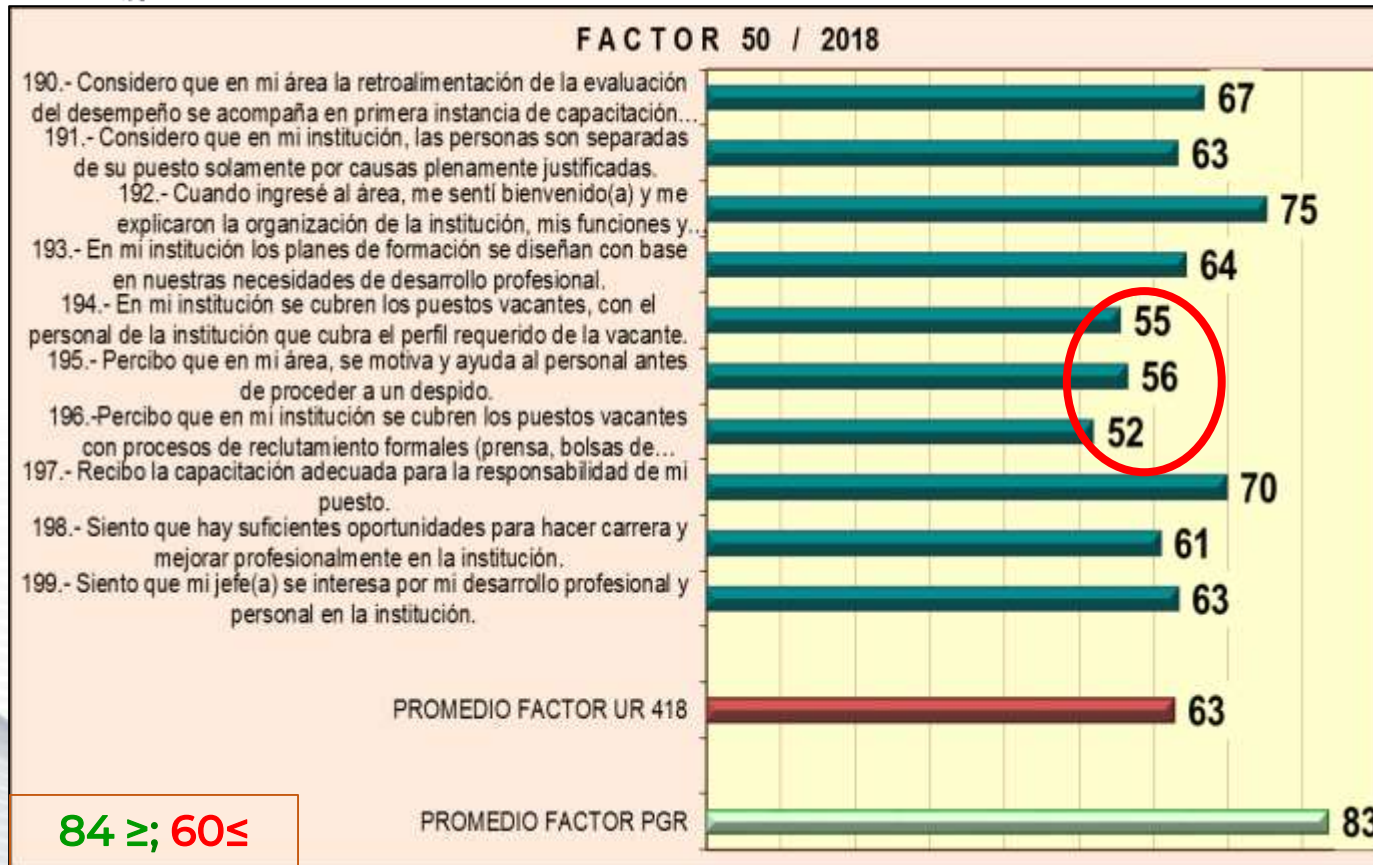 FACTOR 50 / 2018
190.- Considero que en mi área la retroalimentación de la evaluación
del desempeño se acompaña en primera instancia de capacitación...
67
191.- Considero que en mi institución, las personas son separadas
de su puesto solamente por causas plenamente justificadas.
63
192.- Cuando ingresé al área, me sentí bienvenido(a) y me
explicaron la organización de la institución, mis funciones y...
75
193.- En mi institución los planes de formación se diseñan con base
en nuestras necesidades de desarrollo profesional.
64
194.- En mi institución se cubren los puestos vacantes, con el
personal de la institución que cubra el perfil requerido de la vacante.
55
195.- Percibo que en mi área, se motiva y ayuda al personal antes
de proceder a un despido.
56
196.-Percibo que en mi institución se cubren los puestos vacantes
con procesos de reclutamiento formales (prensa, bolsas de...
52
197.- Recibo la capacitación adecuada para la responsabilidad de mi
puesto.
70
198.- Siento que hay suficientes oportunidades para hacer carrera y
mejorar profesionalmente en la institución.
61
199.- Siento que mi jefe(a) se interesa por mi desarrollo profesional y
personal en la institución.
63
PROMEDIO FACTOR UR 418
63
PROMEDIO FACTOR PGR
83
84 ≥; 60≤